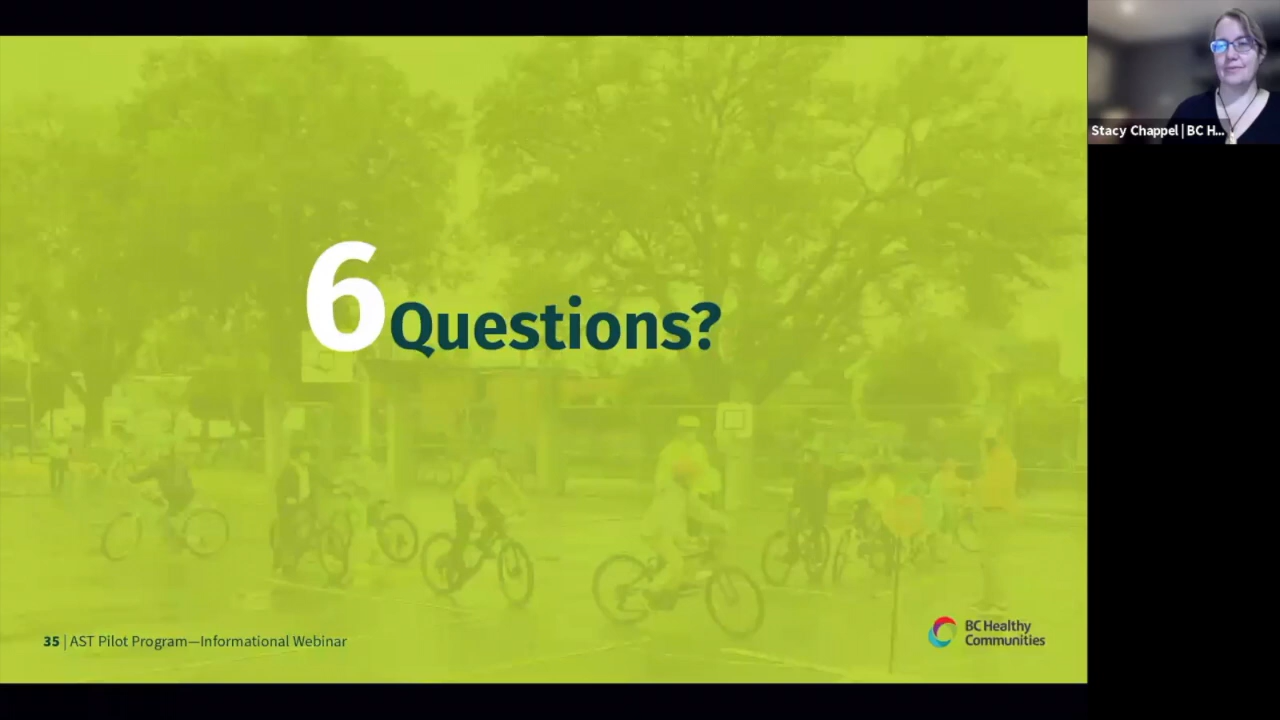 Stacy Chappel | BC H...
6 Questions?
35 | AST Pilot Program—Informational Webinar
BC Healthy
Communities